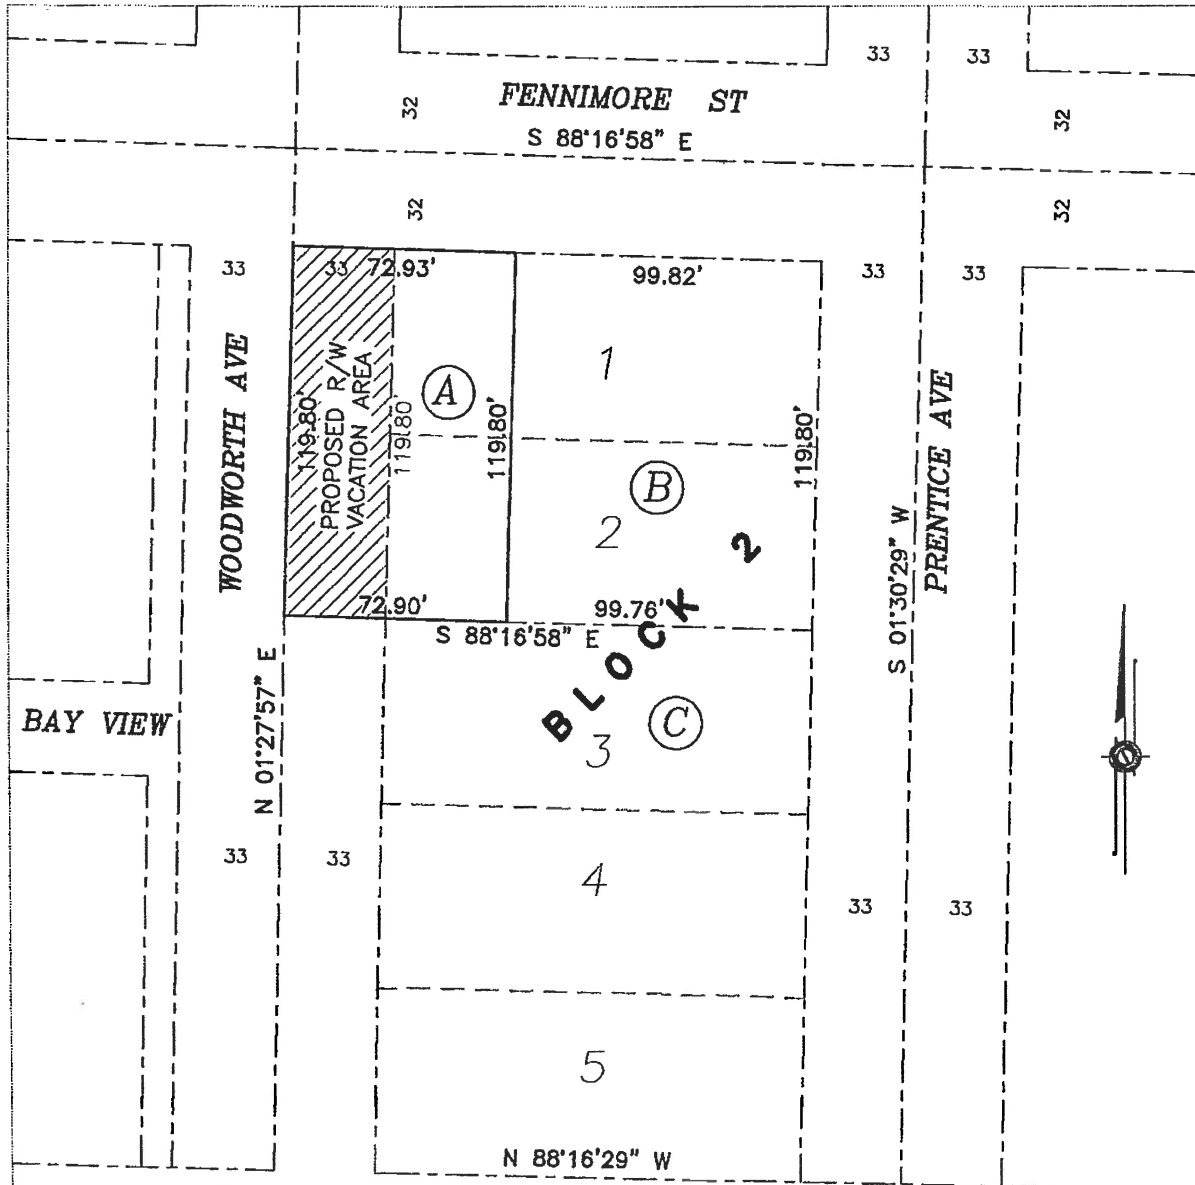 33
33
FENNIMORE ST
32
32
S 88°16'58" E
32
32
33
33
72.93'
99.82'
33
33
WOODWORTH AVE
119.80'
PROPOSED R/W
VACATION AREA
119.80'
A
119.80'
1
119.80'
PRENTICE AVE
B
2
BLOCK 2
72.90'
99.76'
S 88°16'58" E
S 01°30'29" W
N 01°27'57" E
BAY VIEW
C
3
33
33
4
33
33
5
N 88°16'29" W